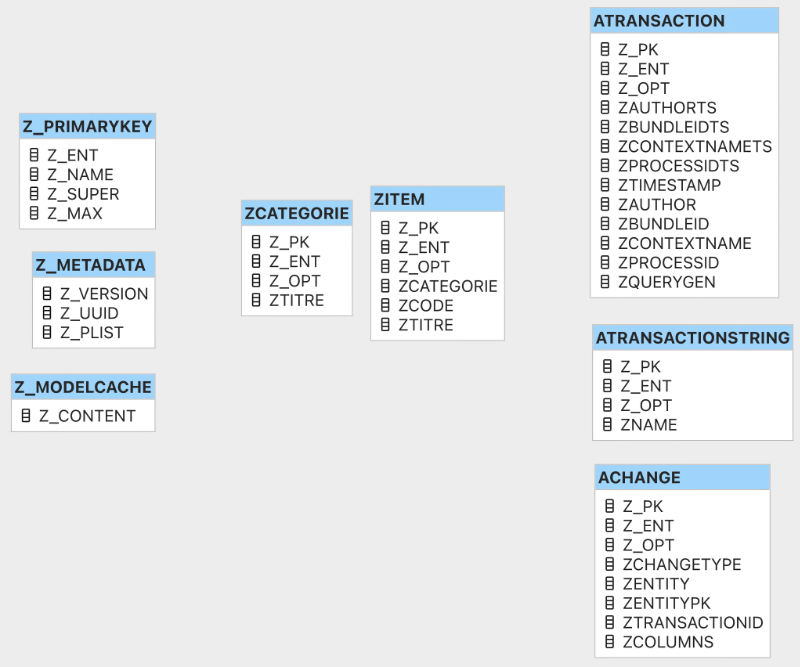 Z_PRIMARYKEY
Z_ENT
Z_NAME
Z_SUPER
Z_MAX
Z_METADATA
Z_VERSION
Z_UUID
Z_PLIST
Z_MODELCACHE
Z_CONTENT
ZCATEGORIE
Z_PK
Z_ENT
Z_OPT
ZTITRE
ZITEM
Z_PK
Z_ENT
Z_OPT
ZCATEGORIE
ZCODE
ZTITRE
ATRANSACTION
Z_PK
Z_ENT
Z_OPT
ZAUTHORTS
ZBUNDLEIDTS
ZCONTEXTNAMETS
ZPROCESSIDTS
ZTIMESTAMP
ZAUTHOR
ZBUNDLEID
ZCONTEXTNAME
ZPROCESSID
ZQUERYGEN
ATRANSACTIONSTRING
Z_PK
Z_ENT
Z_OPT
ZNAME
ACHANGE
Z_PK
Z_ENT
Z_OPT
ZCHANGETYPE
ZENTITY
ZENTITYPK
ZTRANSACTIONID
ZCOLUMNS